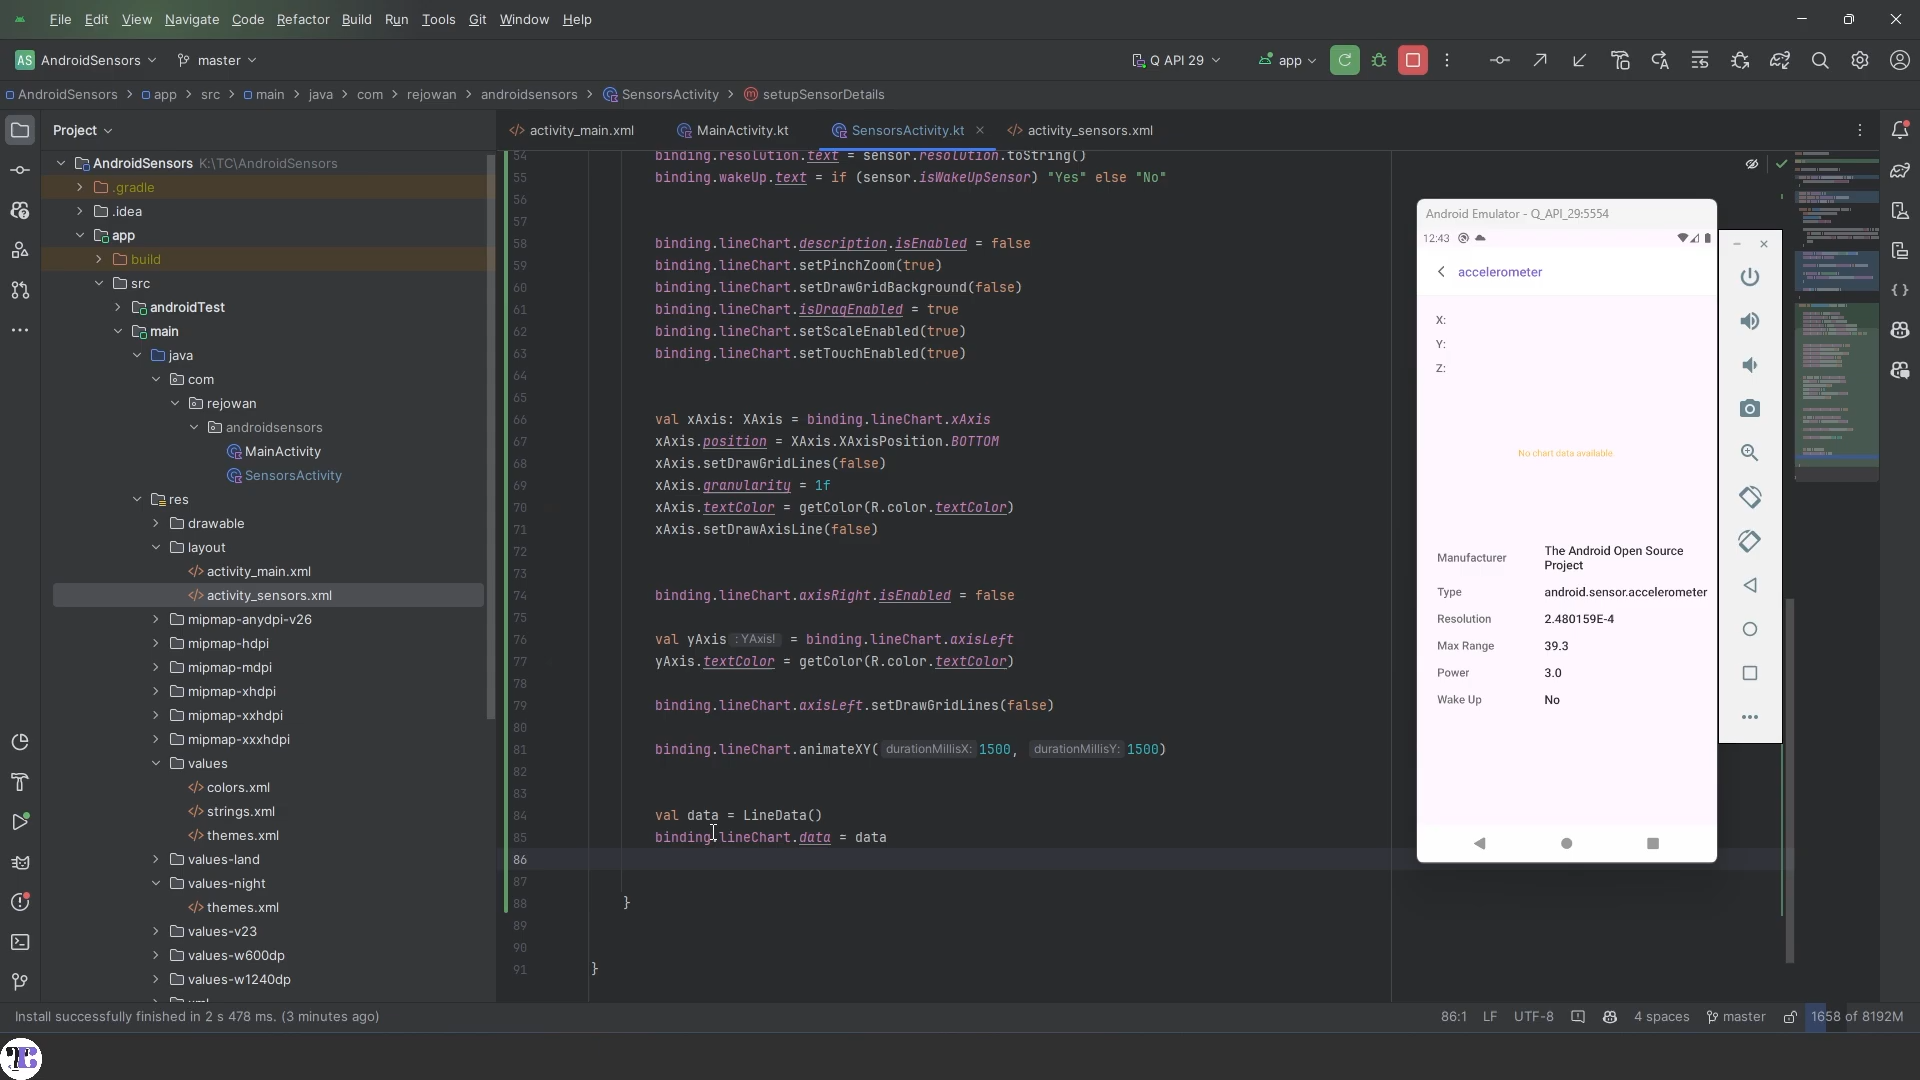 File Edit View Navigate Code Refactor Build Run Tools Git Window Help
AS AndroidSensors master Q API 29 app
AndroidSensors app src main java com rejowan androidsensors SensorsActivity setupSensorDetails
Project
activity_main.xml MainActivity.kt SensorsActivity.kt activity_sensors.xml
AndroidSensors K:\TC\AndroidSensors
.gradle
.idea
app
build
src
androidTest
main
java
com
rejowan
androidsensors
MainActivity
SensorsActivity
res
drawable
layout
activity_main.xml
activity_sensors.xml
mipmap-anydpi-v26
mipmap-hdpi
mipmap-mdpi
mipmap-xhdpi
mipmap-xxhdpi
mipmap-xxxhdpi
values
colors.xml
strings.xml
themes.xml
values-land
values-night
themes.xml
values-v23
values-w600dp
values-w1240dp
54 binding.resolution.text = sensor.resolution.toString()
55 binding.wakeUp.text = if (sensor.isWakeUpSensor) "Yes" else "No"
56
57
58 binding.lineChart.description.isEnabled = false
59 binding.lineChart.setPinchZoom(true)
60 binding.lineChart.setDrawGridBackground(false)
61 binding.lineChart.isDragEnabled = true
62 binding.lineChart.setScaleEnabled(true)
63 binding.lineChart.setTouchEnabled(true)
64
65
66 val xAxis: XAxis = binding.lineChart.xAxis
67 xAxis.position = XAxis.XAxisPosition.BOTTOM
68 xAxis.setDrawGridLines(false)
69 xAxis.granularity = 1f
70 xAxis.textColor = getColor(R.color.textColor)
71 xAxis.setDrawAxisLine(false)
72
73
74 binding.lineChart.axisRight.isEnabled = false
75
76 val yAxis : YAxis! = binding.lineChart.axisLeft
77 yAxis.textColor = getColor(R.color.textColor)
78
79 binding.lineChart.axisLeft.setDrawGridLines(false)
80
81 binding.lineChart.animateXY( durationMillisX: 1500, durationMillisY: 1500)
82
83
84 val data = LineData()
85 binding.lineChart.data = data
86
87
88 }
89
90
91 }
Android Emulator - Q_API_29:5554
12:43
accelerometer
X:
Y:
Z:
No chart data available
Manufacturer The Android Open Source Project
Type android.sensor.accelerometer
Resolution 2.480159E-4
Max Range 39.3
Power 3.0
Wake Up No
Install successfully finished in 2 s 478 ms. (3 minutes ago) 86:1 LF UTF-8 4 spaces master 1658 of 8192M
TC